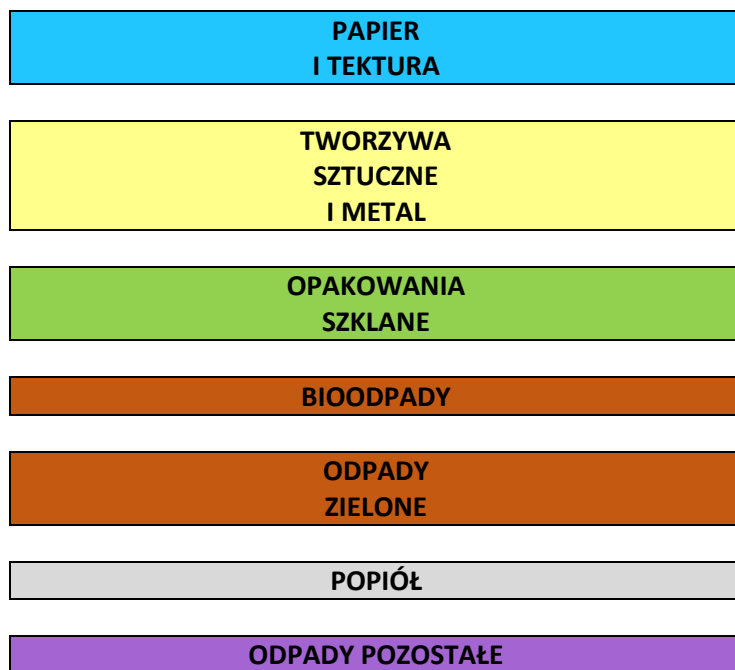 PAPIER
I TEKTURA
TWORZYWA
SZTUCZNE
I METAL
OPAKOWANIA
SZKLANE
BIOODPADY
ODPADY
ZIELONE
POPIÓŁ
ODPADY POZOSTAŁE